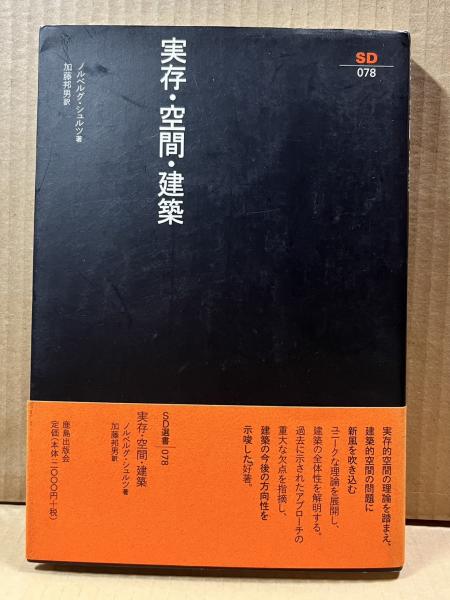 SD
078
実存・空間・建築
ノルベルグ・シュルツ著
加藤邦男訳
実存的空間の理論を踏まえ、
建築的空間の問題に
新風を吹き込む
ユニークな理論を展開し、
建築の全体性を解明する。
過去に示されたアプローチの
重大な欠点を指摘し、
建築の今後の方向性を
示唆した好著。
SD選書 078
実存・空間・建築
ノルベルグ・シュルツ著
加藤邦男訳
鹿島出版会
定価(本体二〇〇〇円+税)